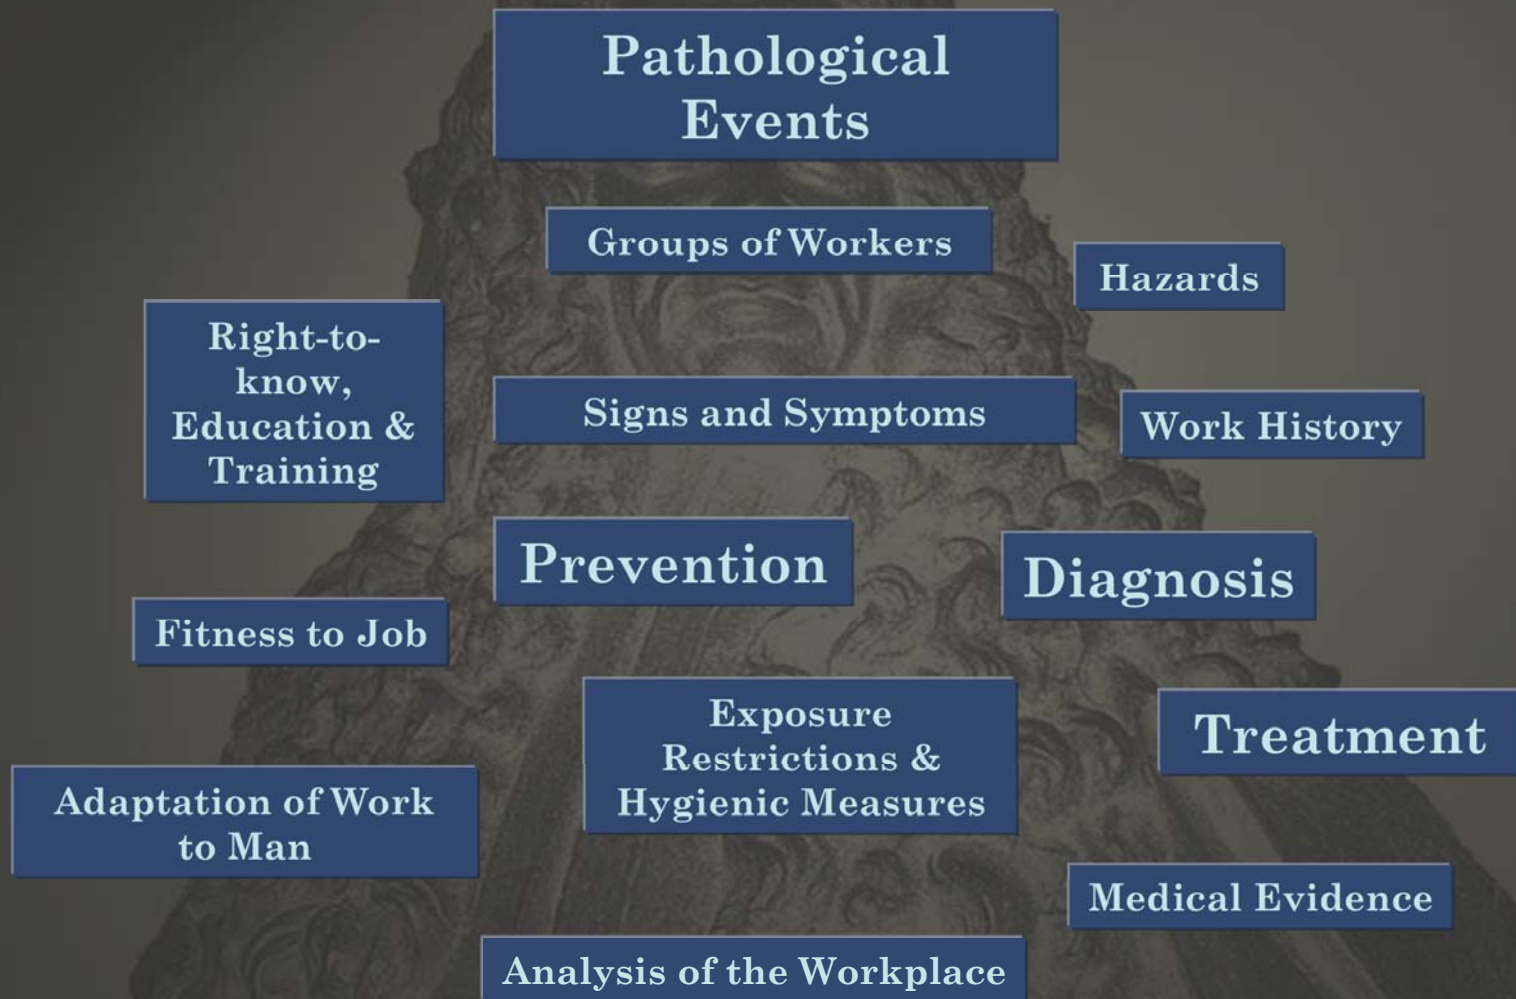 Pathological
Events
Groups of Workers
Hazards
Right-to-
know,
Education &
Training
Signs and Symptoms
Work History
Prevention
Diagnosis
Fitness to Job
Exposure
Restrictions &
Hygienic Measures
Treatment
Adaptation of Work
to Man
Medical Evidence
Analysis of the Workplace